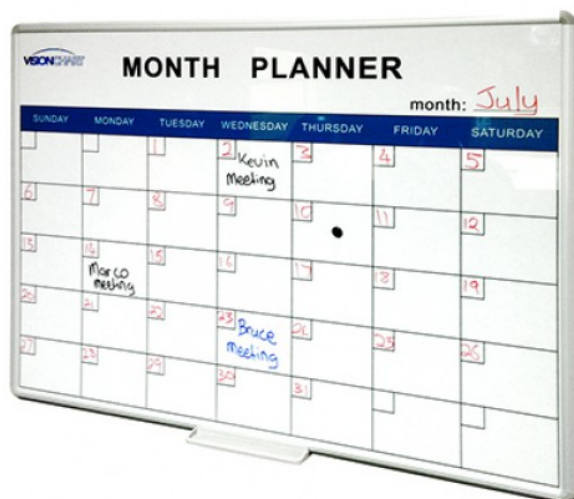 VISIONCHART
MONTH PLANNER
month: July
SUNDAY MONDAY TUESDAY WEDNESDAY THURSDAY FRIDAY SATURDAY
1 2 3 4 5
Kevin
Meeting
6 7 8 9 10 11 12
13 14 15 16 17 18 19
Marco
meeting
20 21 22 23 24 25 26
Bruce
meeting
27 28 29 30 31